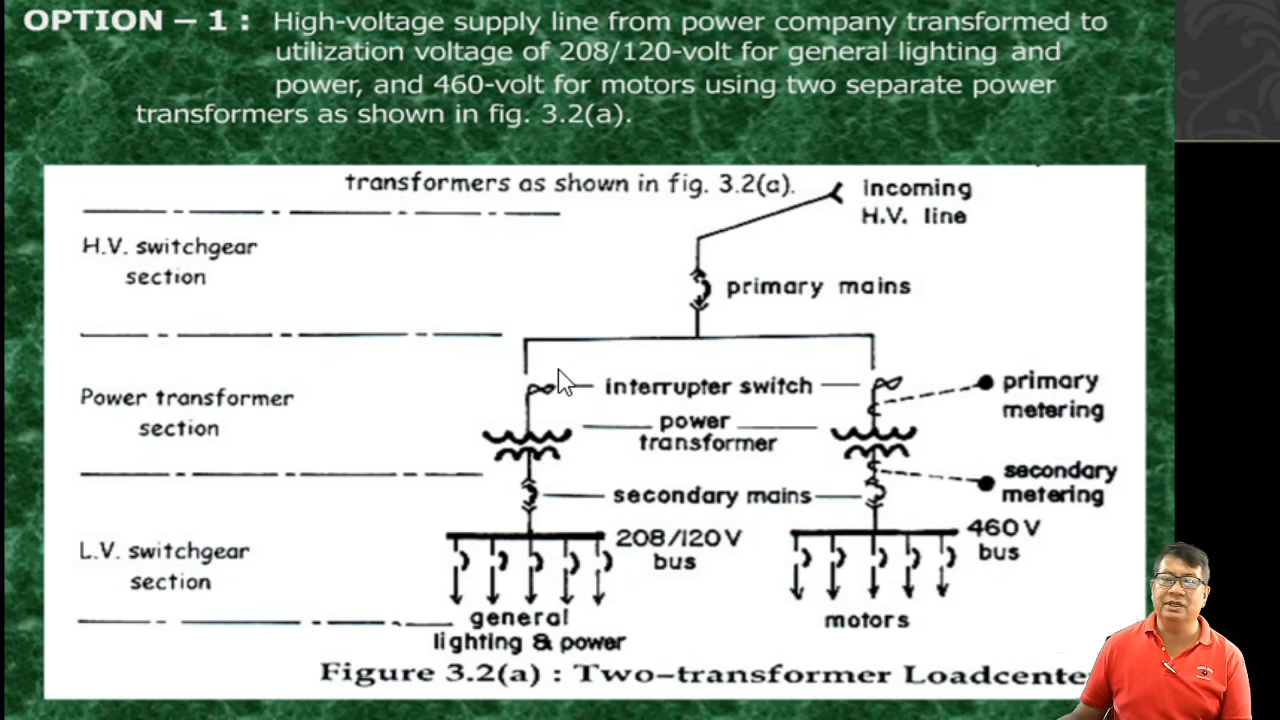 OPTION – 1 : High-voltage supply line from power company transformed to
utilization voltage of 208/120-volt for general lighting and
power, and 460-volt for motors using two separate power
transformers as shown in fig. 3.2(a).
transformers as shown in fig. 3.2(a).
incoming
H.V. line
H.V. switchgear
section
primary mains
Power transformer
section
interrupter switch
primary
metering
power
transformer
secondary
metering
secondary mains
L.V. switchgear
section
208/120 V
bus
460 V
bus
general
lighting & power
motors
Figure 3.2(a) : Two-transformer Loadcente